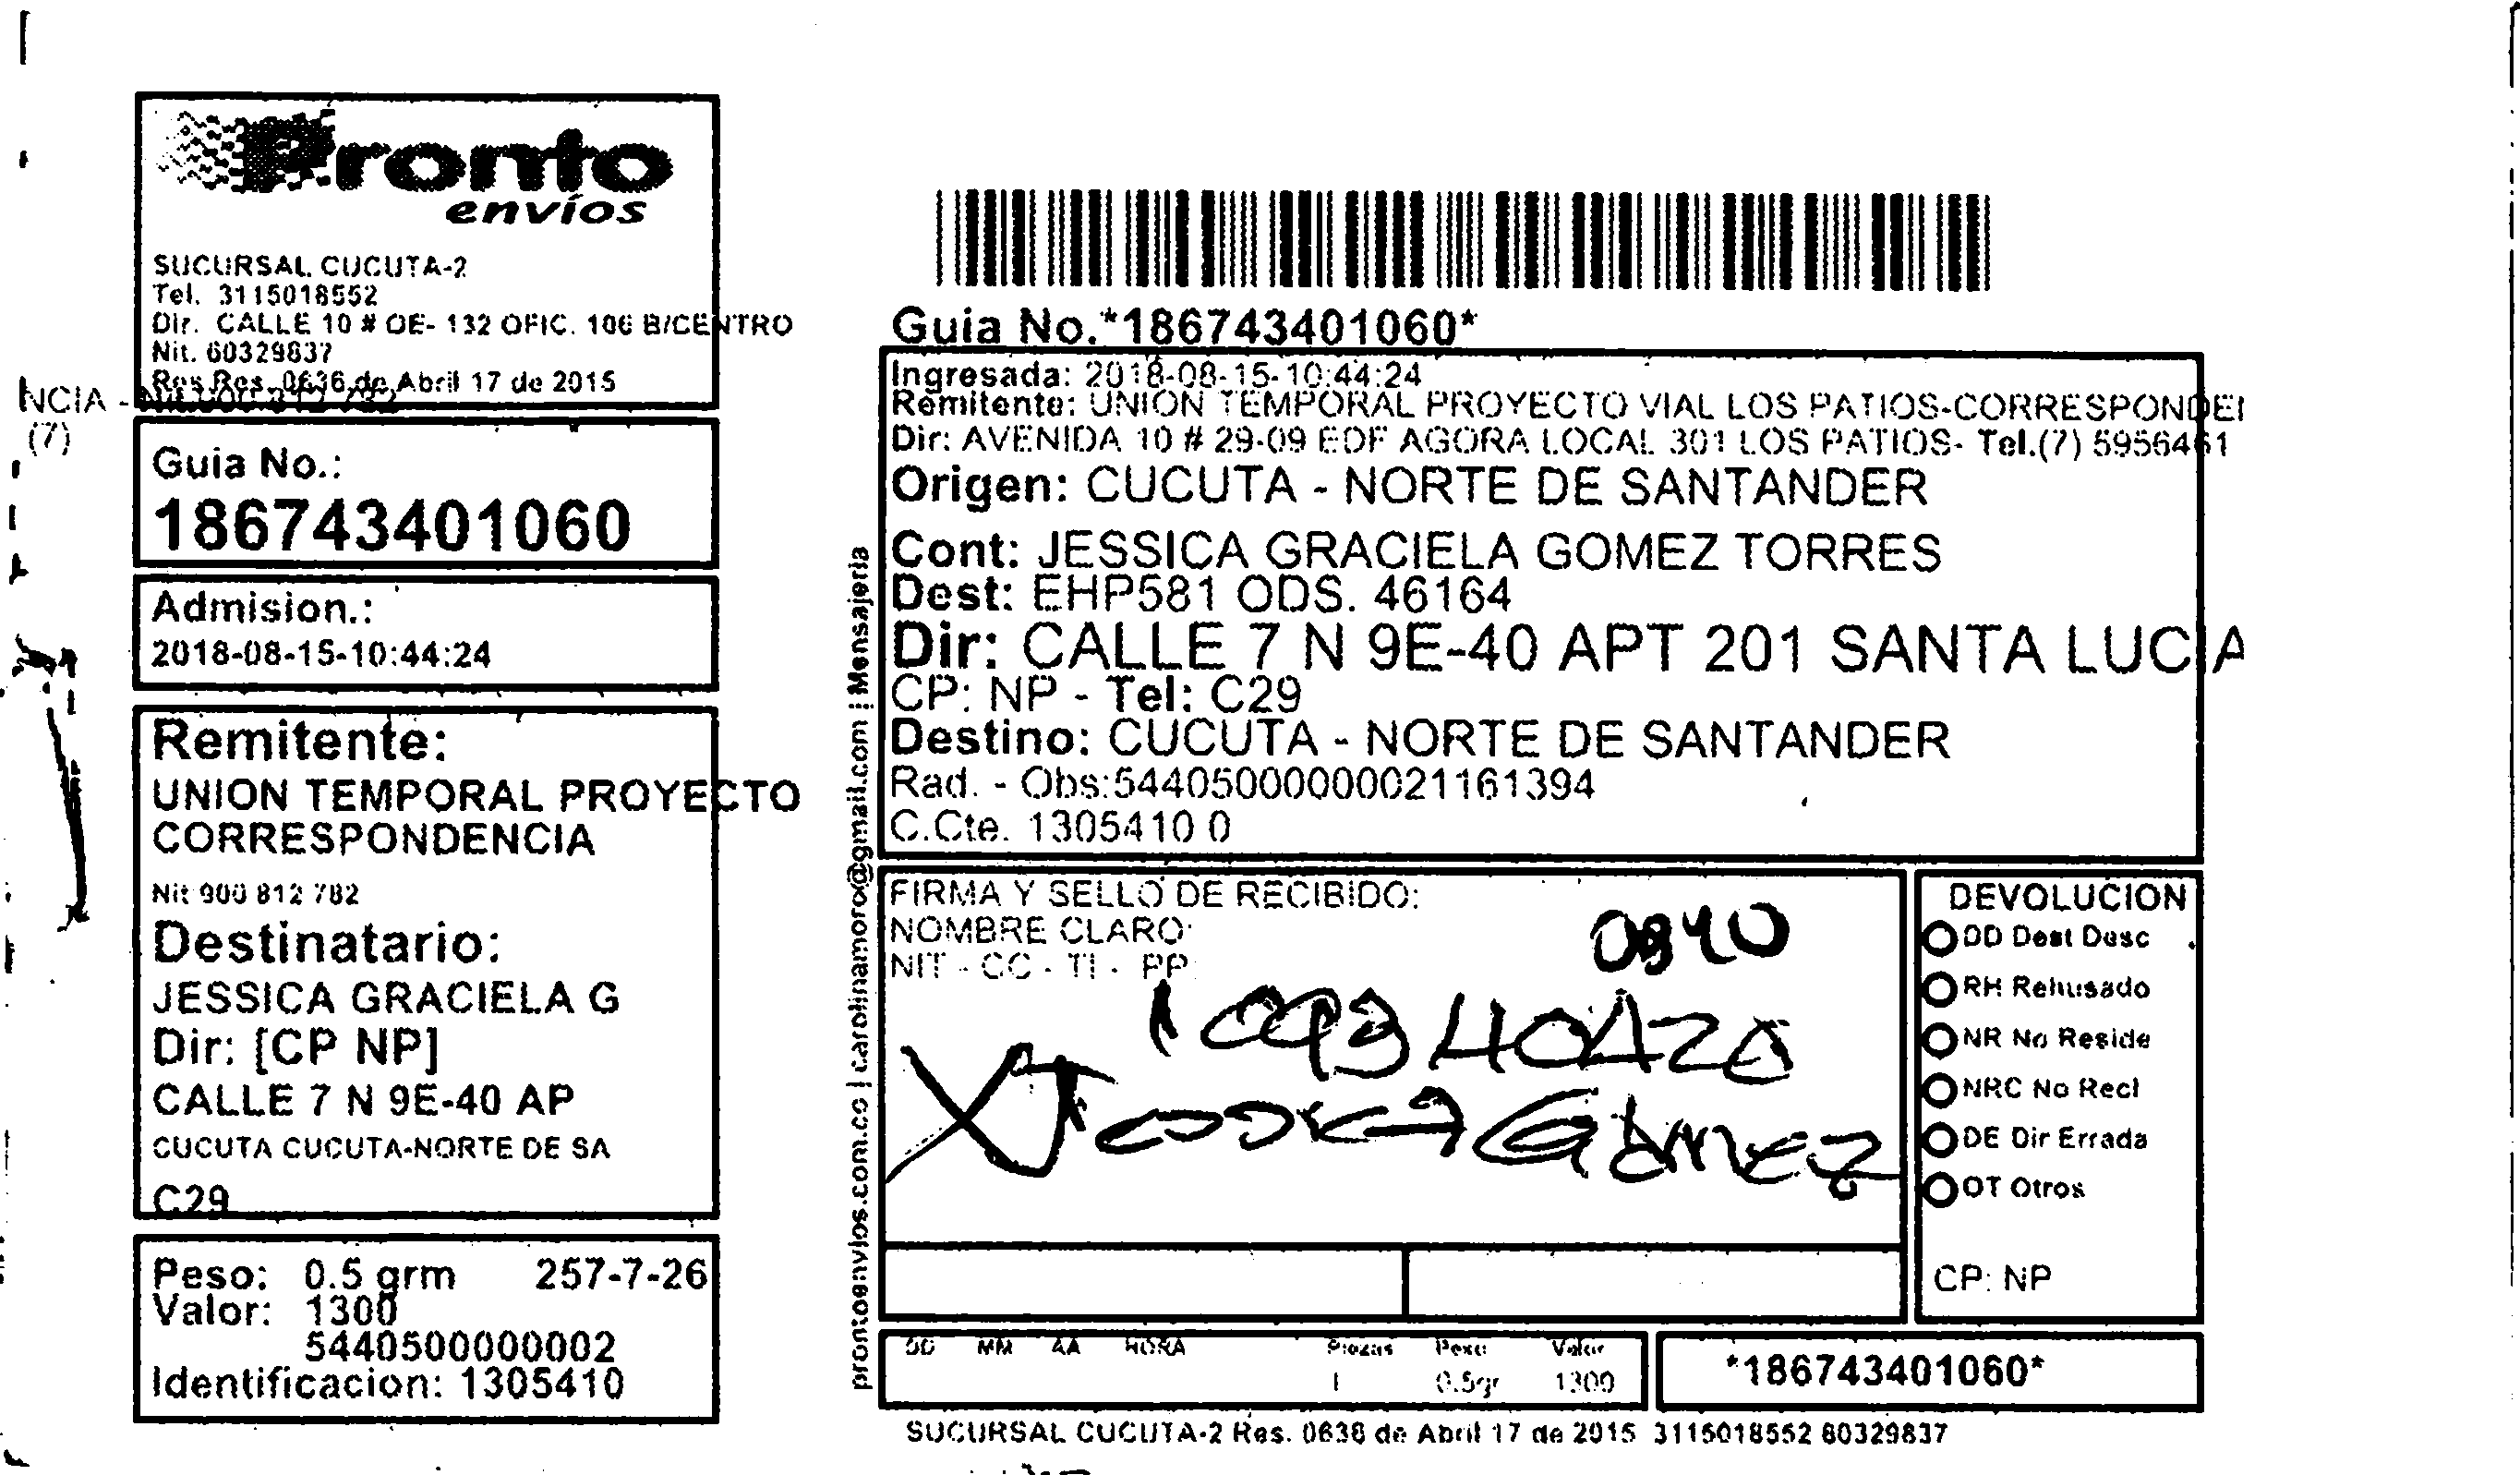 Pronto
envíos
SUCURSAL CUCUTA-2
Tel. 3115018552
Dir. CALLE 10 # OE- 132 OFIC. 106 B/CENTRO
Nit. 60329837
Res.Res. 0636 de Abril 17 de 2015
NCIA -
(7)
Guia No.:
186743401060
Admision.:
2018-08-15-10:44:24
Remitente:
UNION TEMPORAL PROYECTO
CORRESPONDENCIA
Nit 900 812 782
Destinatario:
JESSICA GRACIELA G
Dir: [CP NP]
CALLE 7 N 9E-40 AP
CUCUTA CUCUTA-NORTE DE SA
C29
Peso: 0.5 grm 257-7-26
Valor: 1300
5440500000002
Identificacion: 1305410
prontoenvios.com.co | carolinamoro@gmail.com | Mensajeria
Guia No.*186743401060*
Ingresada: 2018-08-15-10:44:24
Remitente: UNION TEMPORAL PROYECTO VIAL LOS PATIOS-CORRESPONDEN
Dir: AVENIDA 10 # 29-09 EDF AGORA LOCAL 301 LOS PATIOS- Tel.(7) 5956461
Origen: CUCUTA - NORTE DE SANTANDER
Cont: JESSICA GRACIELA GOMEZ TORRES
Dest: EHP581 ODS. 46164
Dir: CALLE 7 N 9E-40 APT 201 SANTA LUCIA
CP: NP - Tel: C29
Destino: CUCUTA - NORTE DE SANTANDER
Rad. - Obs:544050000000021161394
C.Cte. 1305410 0
FIRMA Y SELLO DE RECIBIDO:
NOMBRE CLARO:
NIT - CC - TI - PP
Jessica Gómez
DEVOLUCION
DD Dest Desc
RH Rehusado
NR No Reside
NRC No Recl
DE Dir Errada
OT Otros
CP: NP
DD MM AA HORA Piezas Peso Valor
1 0.5gr 1300
*186743401060*
SUCURSAL CUCUTA-2 Res. 0636 de Abril 17 de 2015 3115018552 60329837